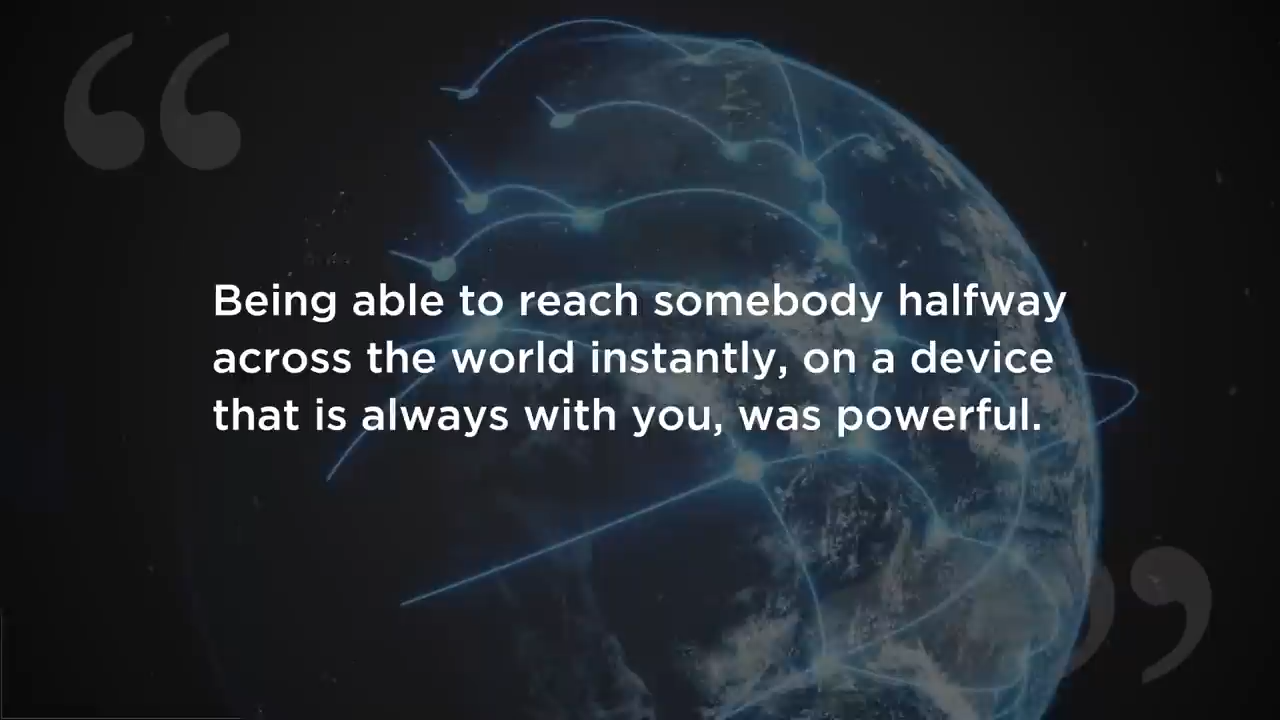 Being able to reach somebody halfway
across the world instantly, on a device
that is always with you, was powerful.